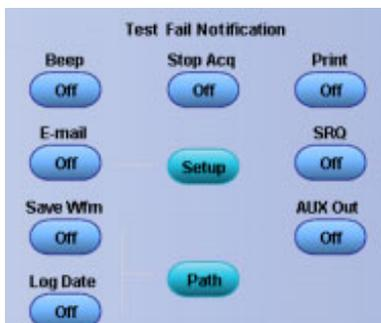 Test Fail Notification
Beep Stop Acq Print
Off Off Off
E-mail SRQ
Off Setup Off
Save Wfm AUX Out
Off Off
Log Date Path
Off